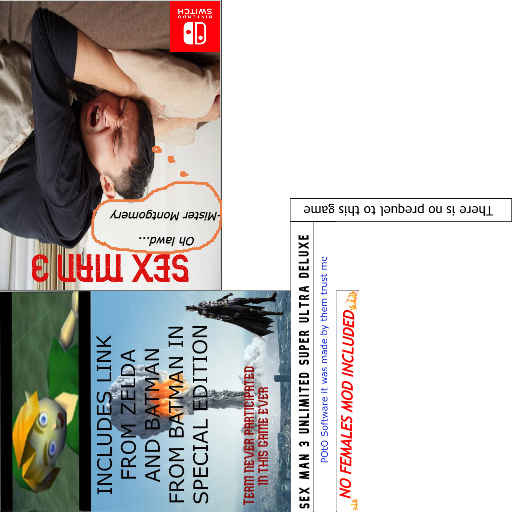 NINTENDO
SWITCH
Oh lawd...
-Mister Montgomery
SEX MAN 3
INCLUDES LINK
FROM ZELDA
AND BATMAN
FROM BATMAN IN
SPECIAL EDITION
TERM NEVER PARTICIPATED
IN THIS GAME EVER
There is no prequel to this game
SEX MAN 3 UNLIMITED SUPER ULTRA DELUXE
POtO Software it was made by them trust me
NO FEMALES MOD INCLUDED